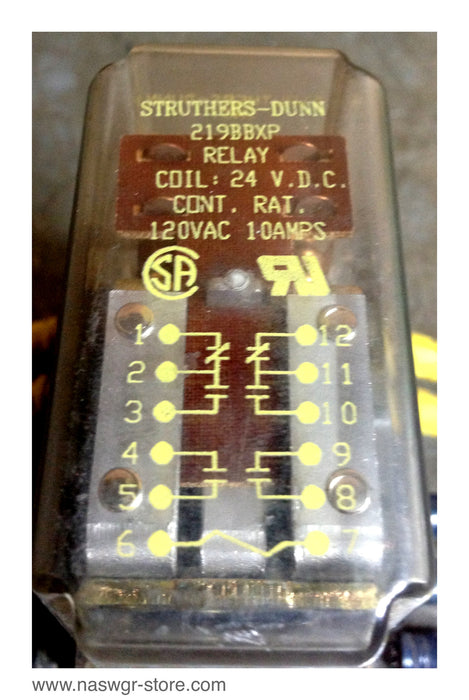 STRUTHERS-DUNN
219BBXP
RELAY
COIL: 24 V.D.C.
CONT. RAT.
120VAC 10AMPS
SA RU
1 12
2 11
3 10
4 9
5 8
6 7
www.naswgr-store.com